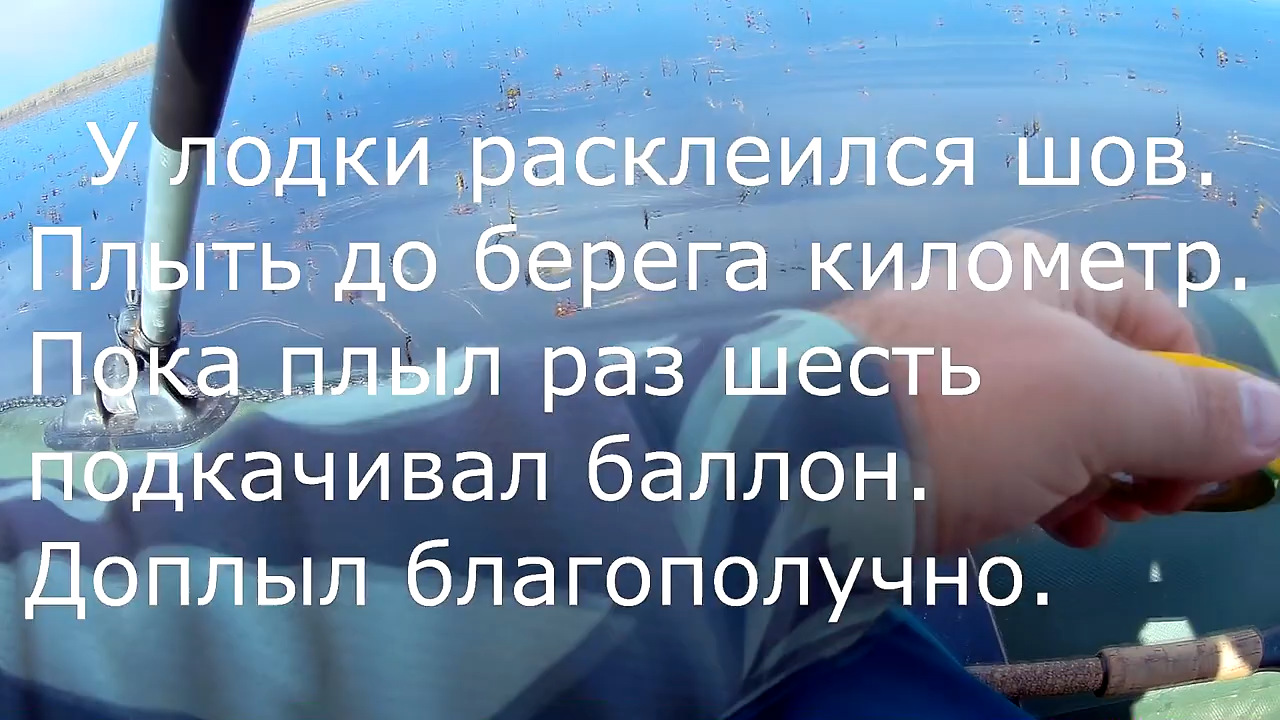 У лодки расклеился шов.
Плыть до берега километр.
Пока плыл раз шесть
подкачивал баллон.
Доплыл благополучно.